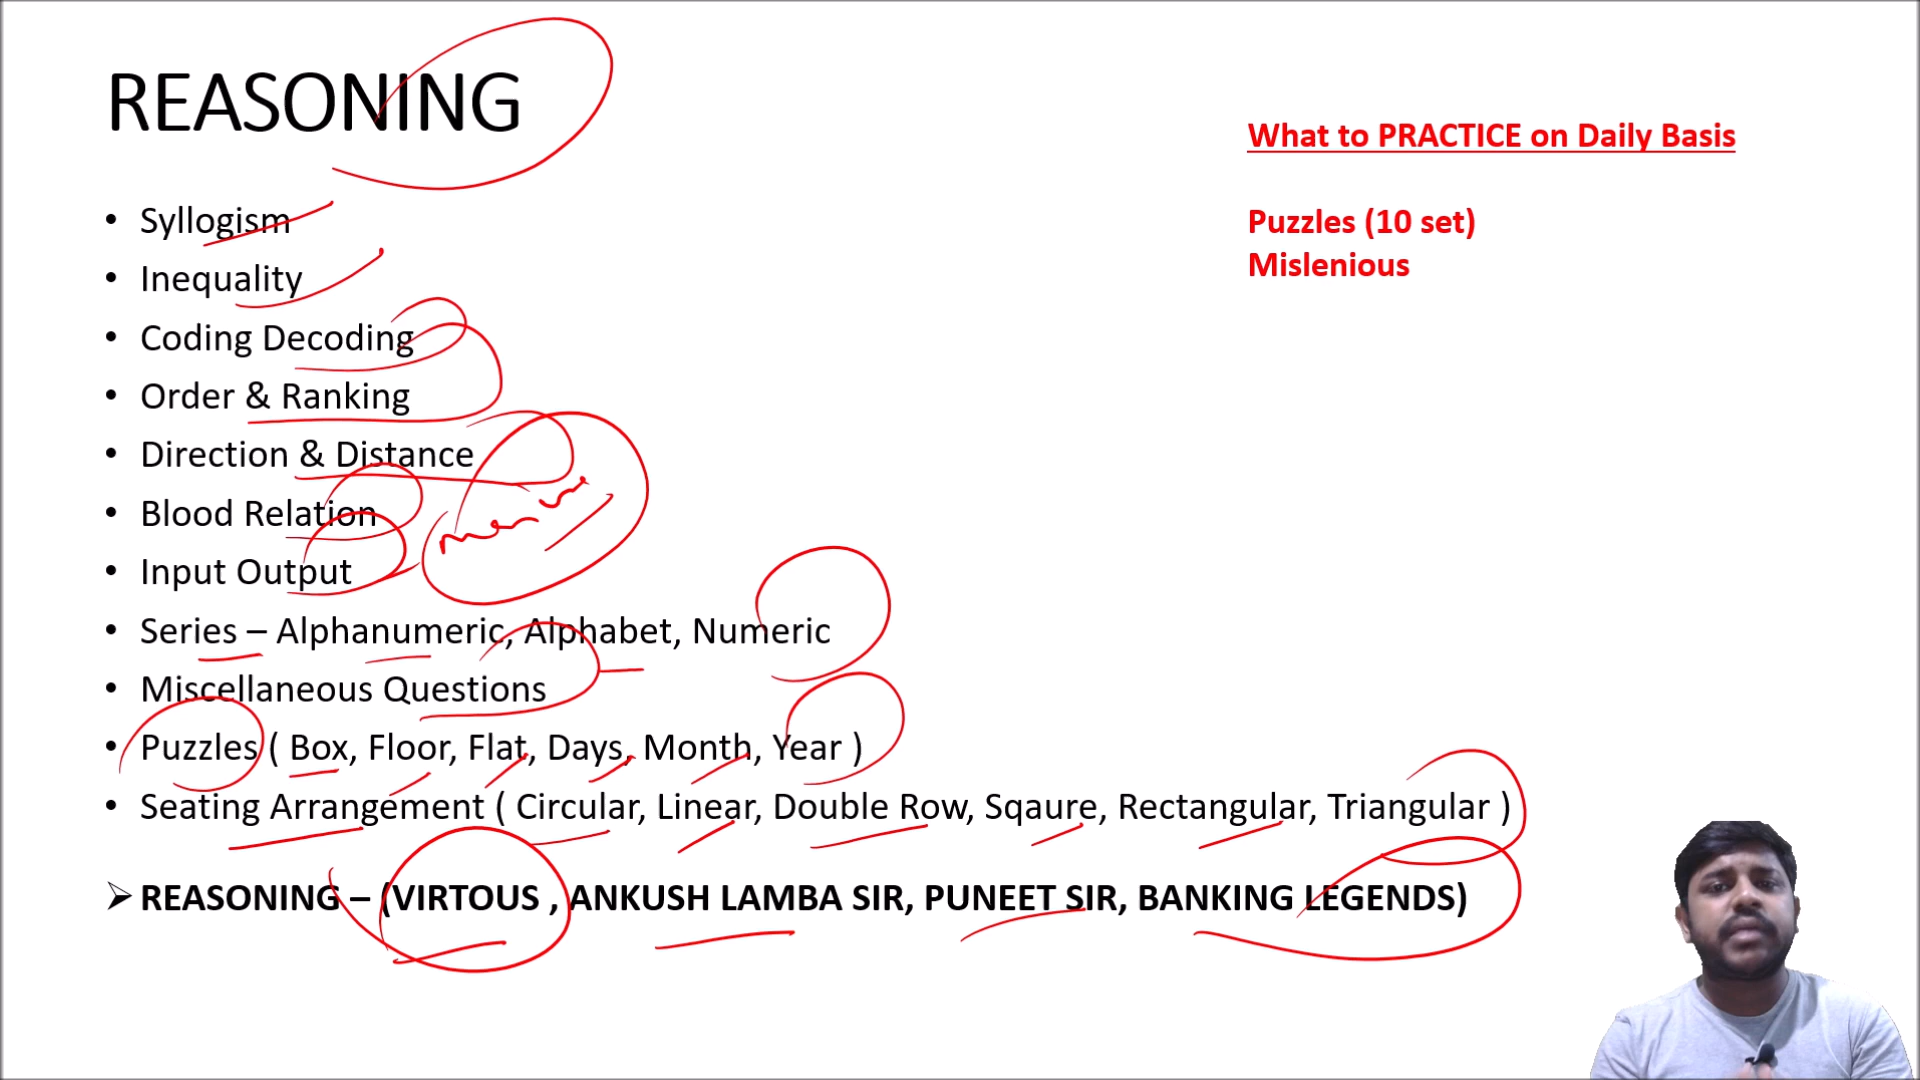 REASONING
What to PRACTICE on Daily Basis
Puzzles (10 set)
Mislenious
• Syllogism
• Inequality
• Coding Decoding
• Order & Ranking
• Direction & Distance
• Blood Relation
• Input Output
• Series – Alphanumeric, Alphabet, Numeric
• Miscellaneous Questions
• Puzzles ( Box, Floor, Flat, Days, Month, Year )
• Seating Arrangement ( Circular, Linear, Double Row, Sqaure, Rectangular, Triangular )
➢ REASONING – (VIRTOUS , ANKUSH LAMBA SIR, PUNEET SIR, BANKING LEGENDS)